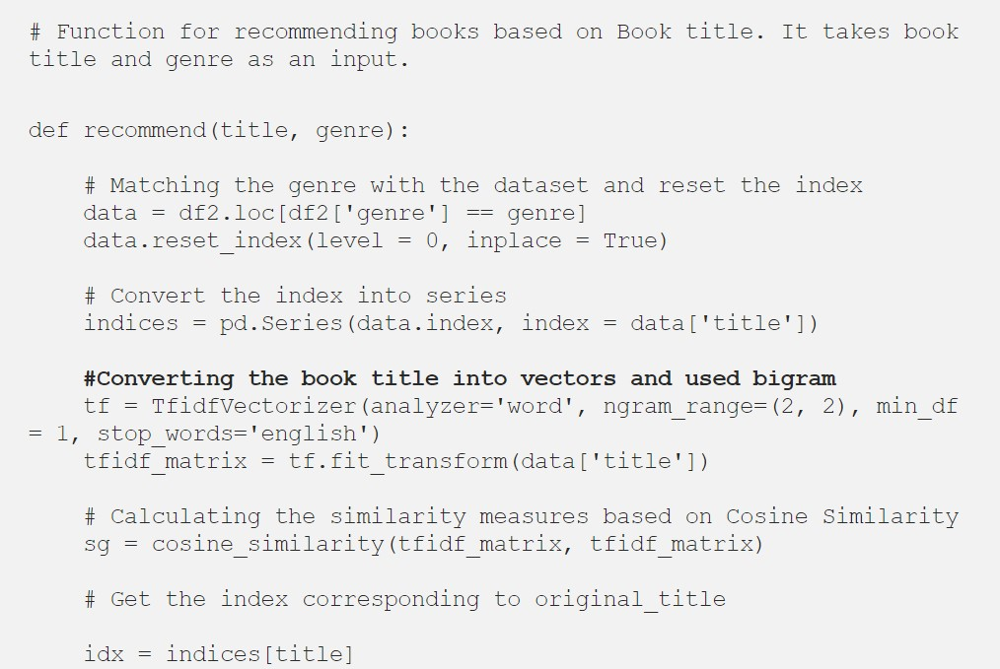 # Function for recommending books based on Book title. It takes book
title and genre as an input.
def recommend(title, genre):
# Matching the genre with the dataset and reset the index
data = df2.loc[df2['genre'] == genre]
data.reset_index(level = 0, inplace = True)
# Convert the index into series
indices = pd.Series(data.index, index = data['title'])
#Converting the book title into vectors and used bigram
tf = TfidfVectorizer(analyzer='word', ngram_range=(2, 2), min_df
= 1, stop_words='english')
tfidf_matrix = tf.fit_transform(data['title'])
# Calculating the similarity measures based on Cosine Similarity
sg = cosine_similarity(tfidf_matrix, tfidf_matrix)
# Get the index corresponding to original_title
idx = indices[title]